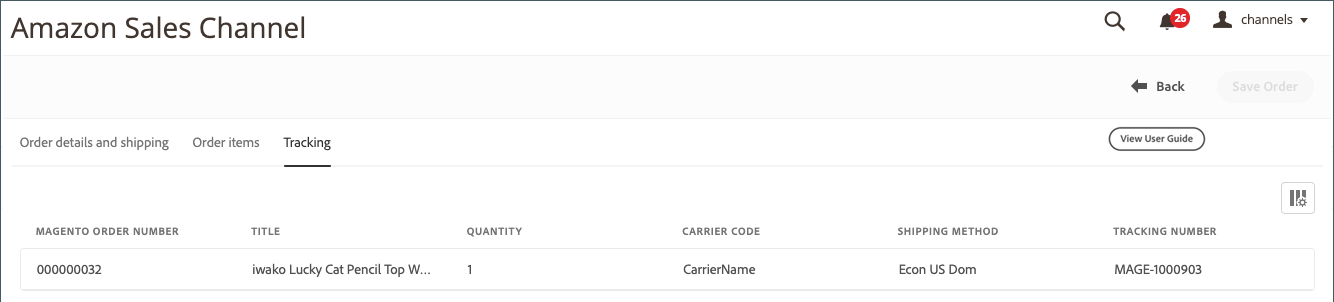 Amazon Sales Channel
26
channels
Back
Save Order
Order details and shipping Order items Tracking
View User Guide
MAGENTO ORDER NUMBER TITLE QUANTITY CARRIER CODE SHIPPING METHOD TRACKING NUMBER
000000032 iwako Lucky Cat Pencil Top W... 1 CarrierName Econ US Dom MAGE-1000903